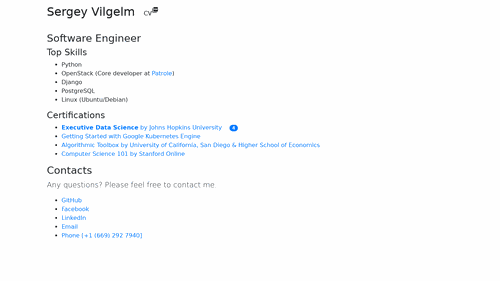 Sergey Vilgelm CV
Software Engineer
Top Skills
Python
OpenStack (Core developer at Patrole)
Django
PostgreSQL
Linux (Ubuntu/Debian)
Certifications
Executive Data Science by Johns Hopkins University 4
Getting Started with Google Kubernetes Engine
Algorithmic Toolbox by University of California, San Diego & Higher School of Economics
Computer Science 101 by Stanford Online
Contacts
Any questions? Please feel free to contact me.
GitHub
Facebook
LinkedIn
Email
Phone [+1 (669) 292 7940]